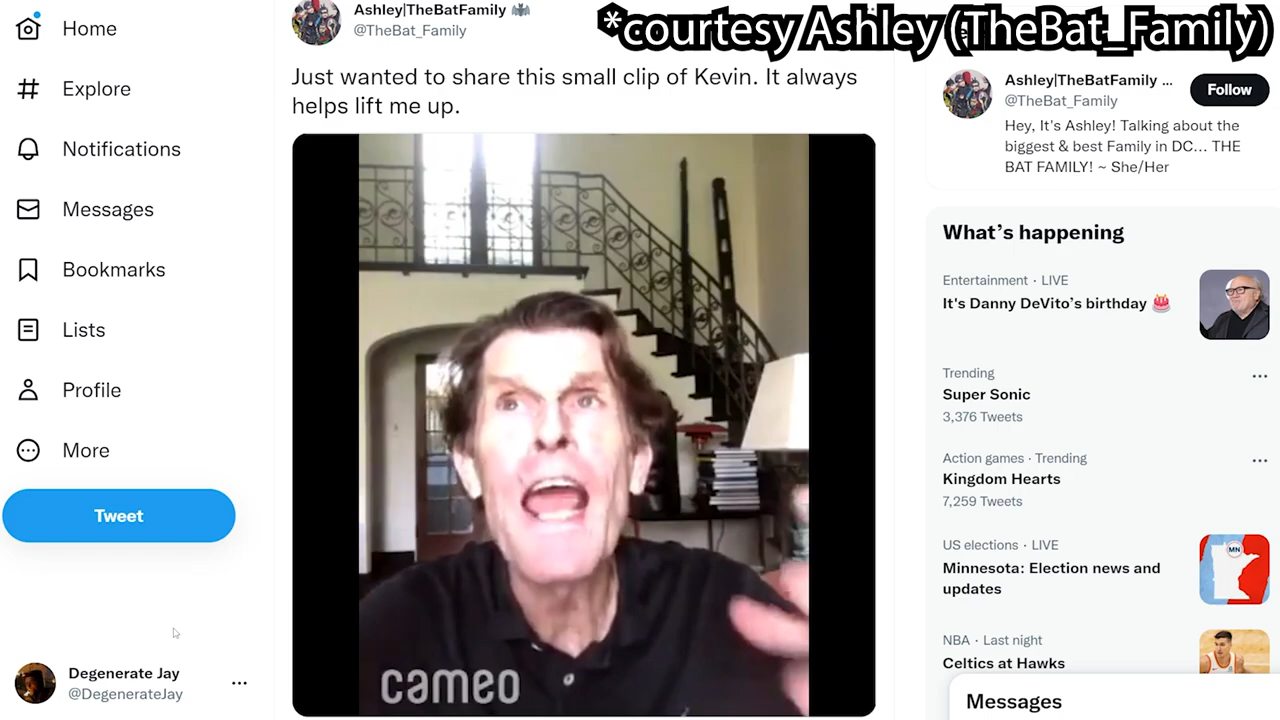 Home
Explore
Notifications
Messages
Bookmarks
Lists
Profile
More
Tweet
Degenerate Jay
@DegenerateJay
Ashley|TheBatFamily
@TheBat_Family
Just wanted to share this small clip of Kevin. It always
helps lift me up.
cameo
*courtesy Ashley (TheBat_Family)
Ashley|TheBatFamily ...
@TheBat_Family
Follow
Hey, It's Ashley! Talking about the
biggest & best Family in DC... THE
BAT FAMILY! ~ She/Her
What's happening
Entertainment · LIVE
It's Danny DeVito's birthday
Trending
Super Sonic
3,376 Tweets
Action games · Trending
Kingdom Hearts
7,259 Tweets
US elections · LIVE
Minnesota: Election news and
updates
MN
NBA · Last night
Celtics at Hawks
Messages